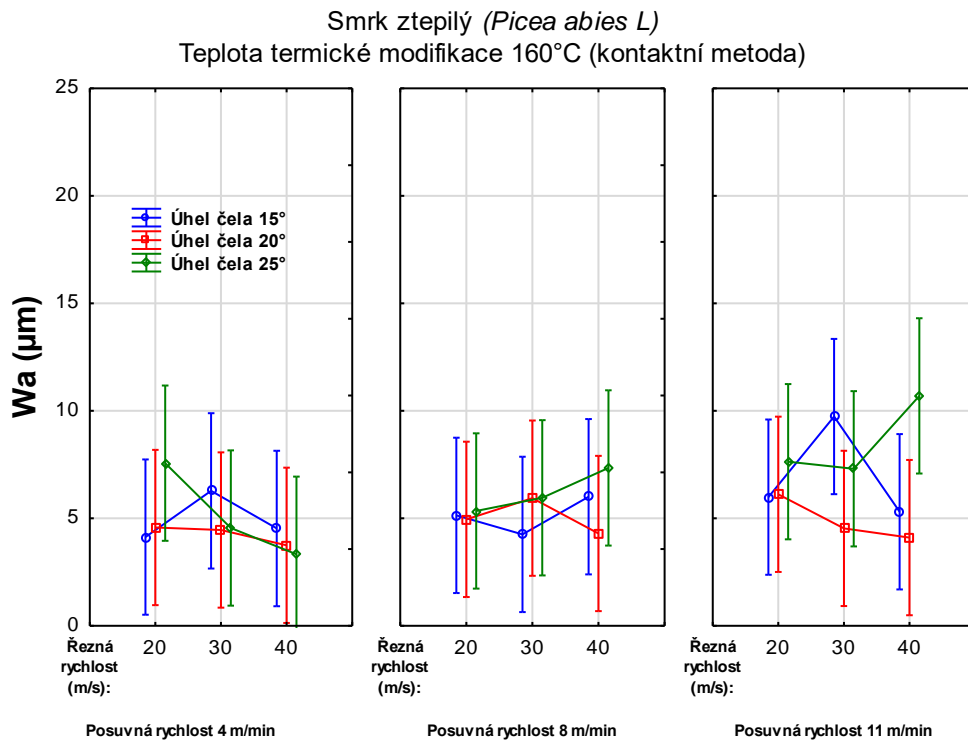 Smrk ztepilý (Picea abies L)
Teplota termické modifikace 160°C (kontaktní metoda)
25
20
15
10
5
0
Wa (µm)
Úhel čela 15°
Úhel čela 20°
Úhel čela 25°
Řezná rychlost (m/s):
20 30 40
Řezná rychlost (m/s):
20 30 40
Řezná rychlost (m/s):
20 30 40
Posuvná rychlost 4 m/min
Posuvná rychlost 8 m/min
Posuvná rychlost 11 m/min